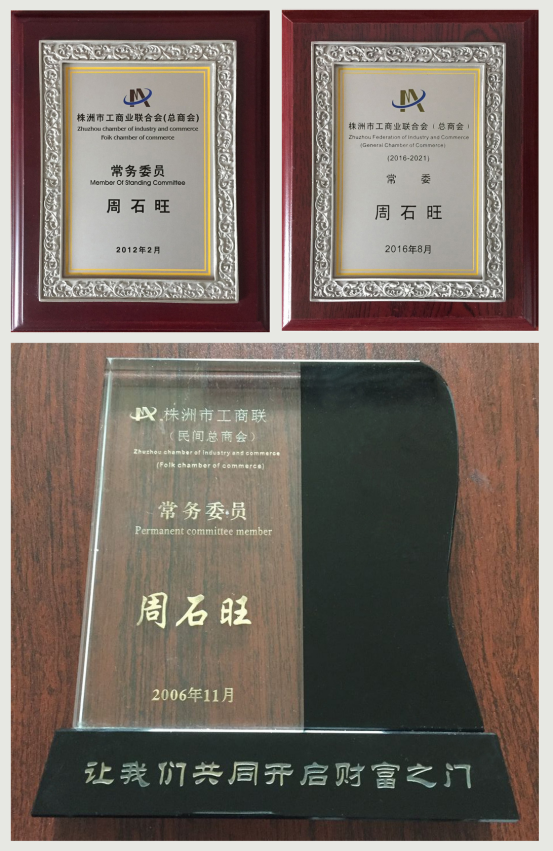 株洲市工商业联合会(总商会)
Zhuzhou chamber of industry and commerce
Folk chamber of commerce
常务委员
Member Of Standing Committee
周石旺
2012年2月
株洲市工商业联合会（总商会）
Zhuzhou Federation of Industry and Commerce
(General Chamber of Commerce)
(2016-2021)
常 委
周石旺
2016年8月
株洲市工商联
（民间总商会）
Zhuzhou chamber of industry and commerce
(Folk chamber of commerce)
常务委员
Permanent committee member
周石旺
2006年11月
让我们共同开启财富之门